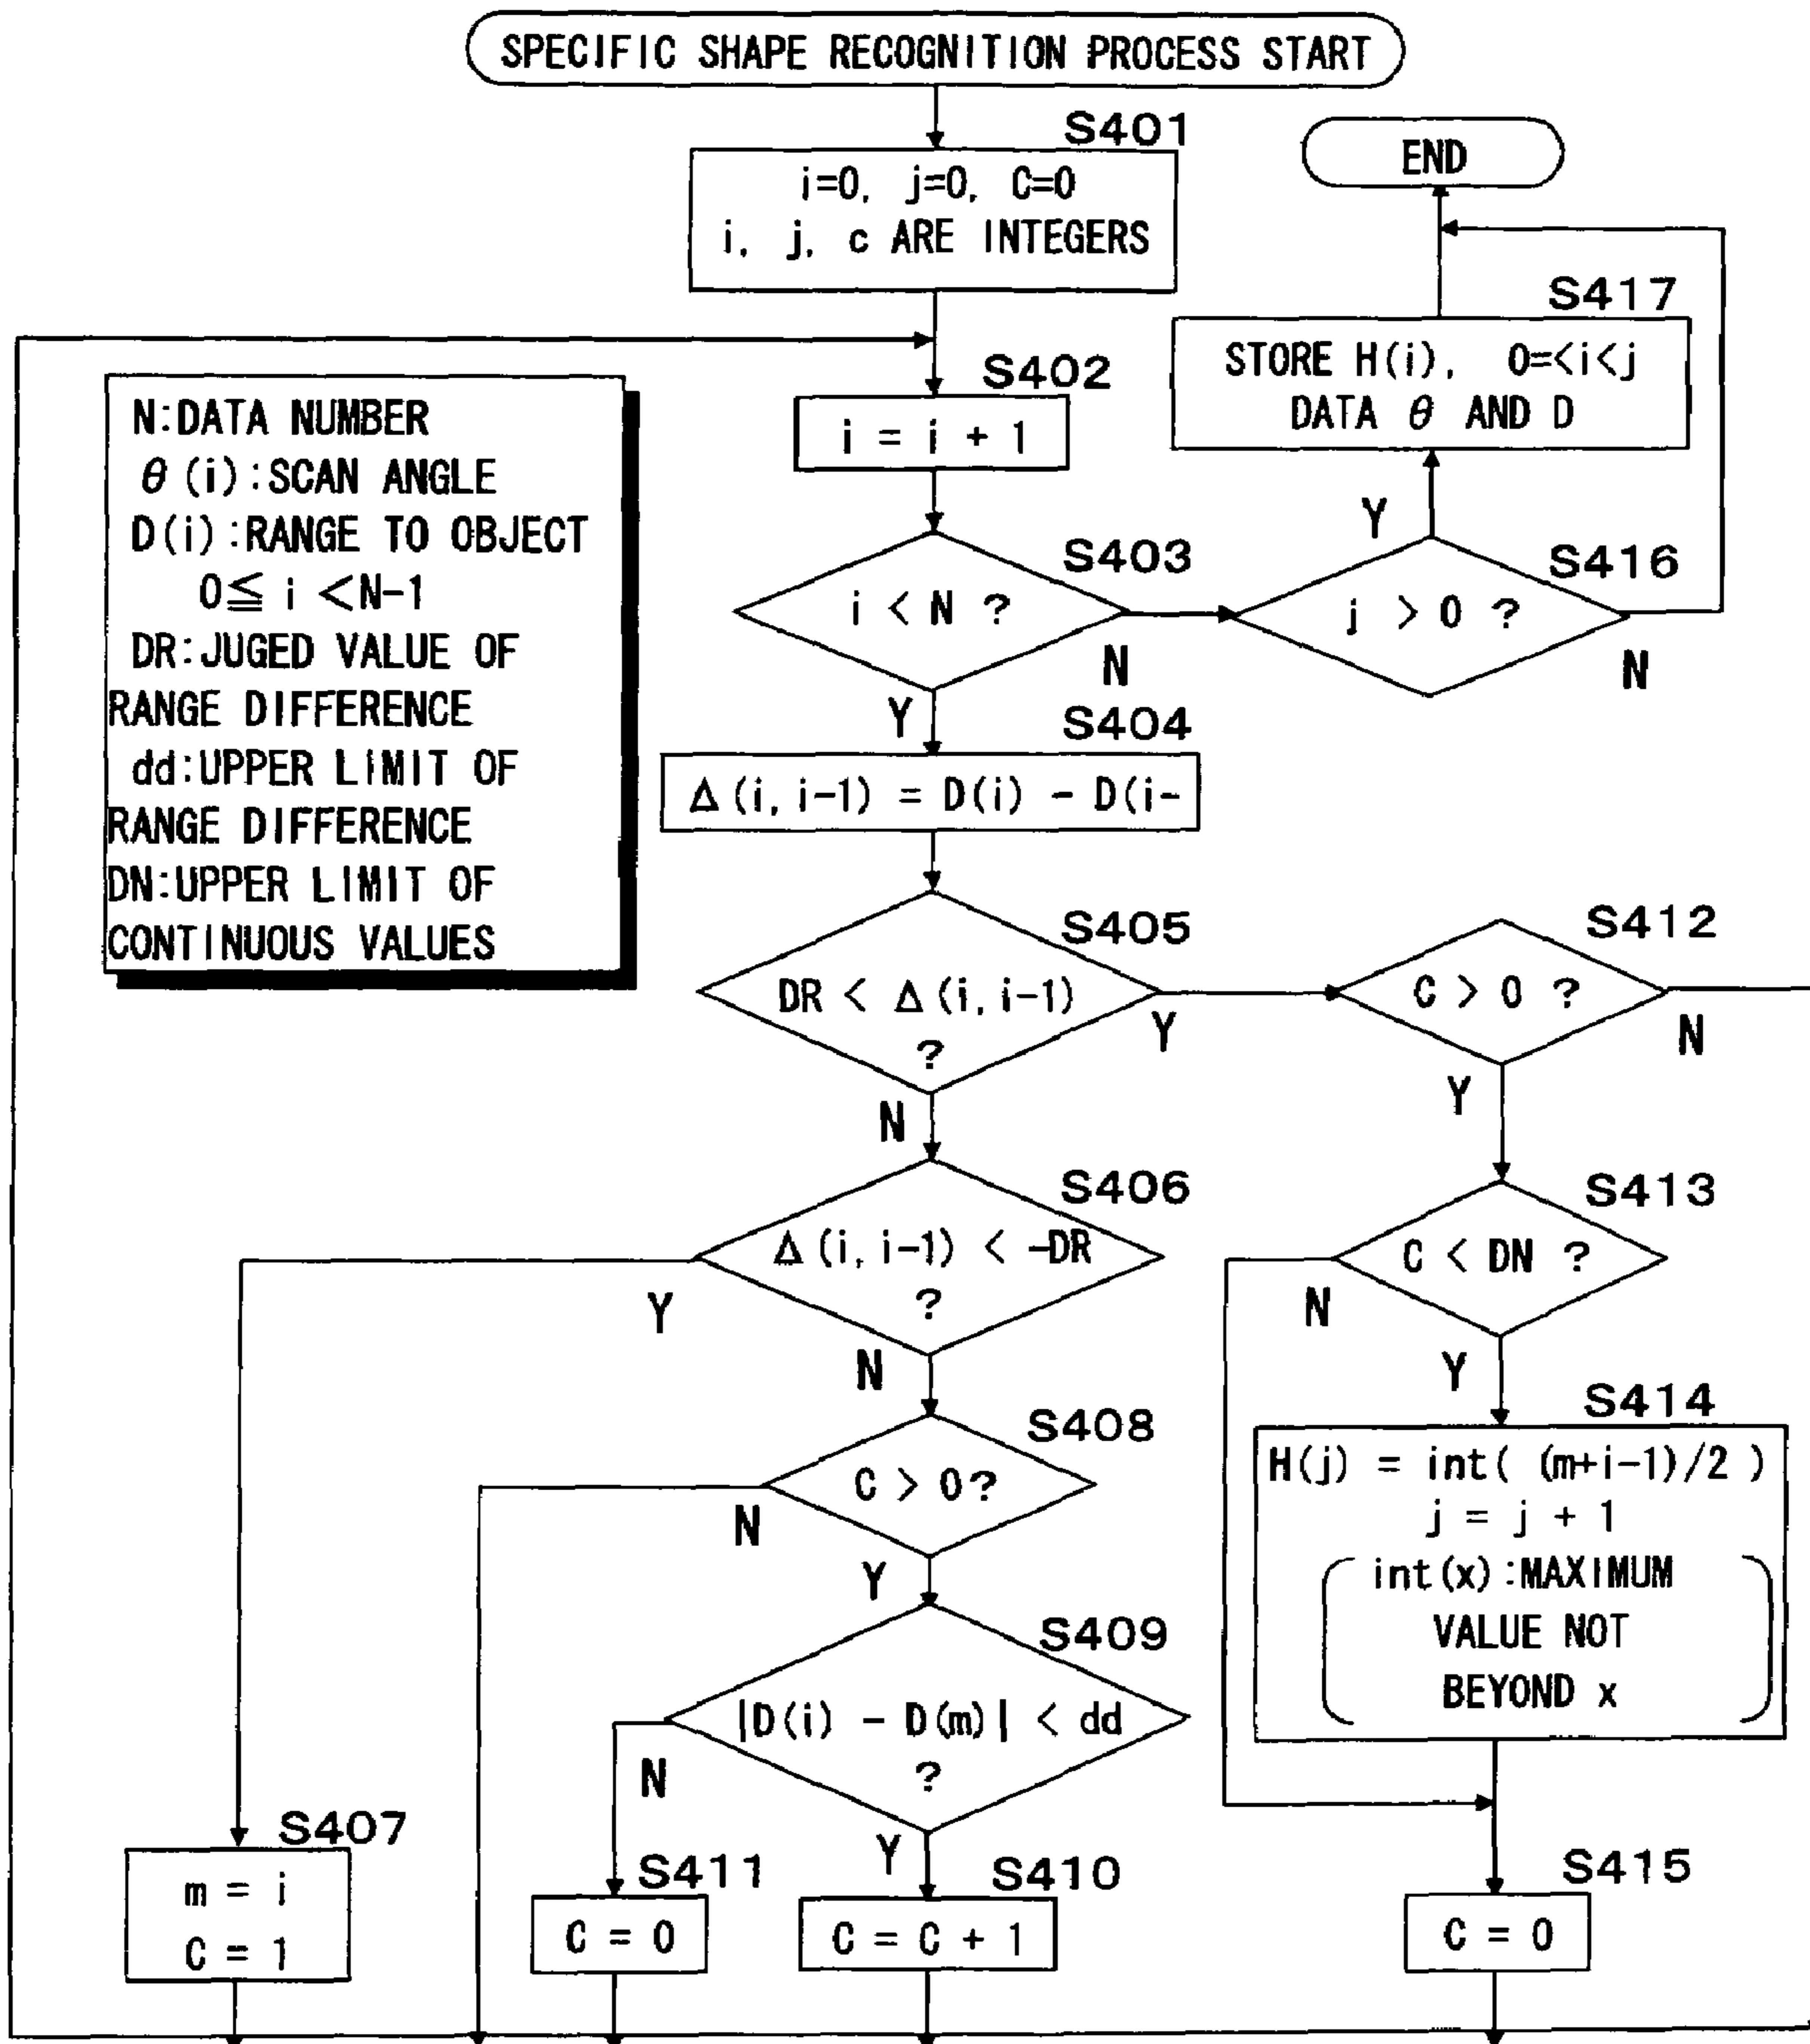 SPECIFIC SHAPE RECOGNITION PROCESS START
S401
i=0, j=0, C=0
i, j, c ARE INTEGERS
END
S417
STORE H(i), 0=<i<j
DATA θ AND D
S402
i = i + 1
N:DATA NUMBER
θ(i):SCAN ANGLE
D(i):RANGE TO OBJECT
0≦ i <N-1
DR:JUGED VALUE OF
RANGE DIFFERENCE
dd:UPPER LIMIT OF
RANGE DIFFERENCE
DN:UPPER LIMIT OF
CONTINUOUS VALUES
S403
i < N ?
N
Y
S416
j > 0 ?
Y
N
S404
Δ(i, i-1) = D(i) - D(i-
S405
DR < Δ(i, i-1)
?
Y
N
S412
C > 0 ?
N
Y
S406
Δ(i, i-1) < -DR
?
Y
N
S413
C < DN ?
N
Y
S408
C > 0?
N
Y
S414
H(j) = int( (m+i-1)/2 )
j = j + 1
int(x):MAXIMUM
VALUE NOT
BEYOND x
S409
|D(i) - D(m)| < dd
?
N
Y
S407
m = i
C = 1
S411
C = 0
S410
C = C + 1
S415
C = 0